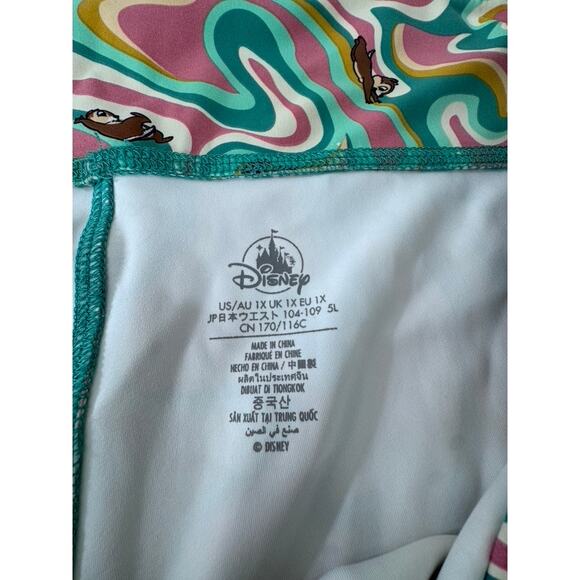 Disney
US/AU 1X UK 1X EU 1X
JP日本ウエスト 104-109 5L
CN 170/116C
MADE IN CHINA
FABRIQUÉ EN CHINE
HECHO EN CHINA / 中國製
ผลิตในประเทศจีน
DIBUAT DI TIONGKOK
중국산
SẢN XUẤT TẠI TRUNG QUỐC
صنع في الصين
© DISNEY